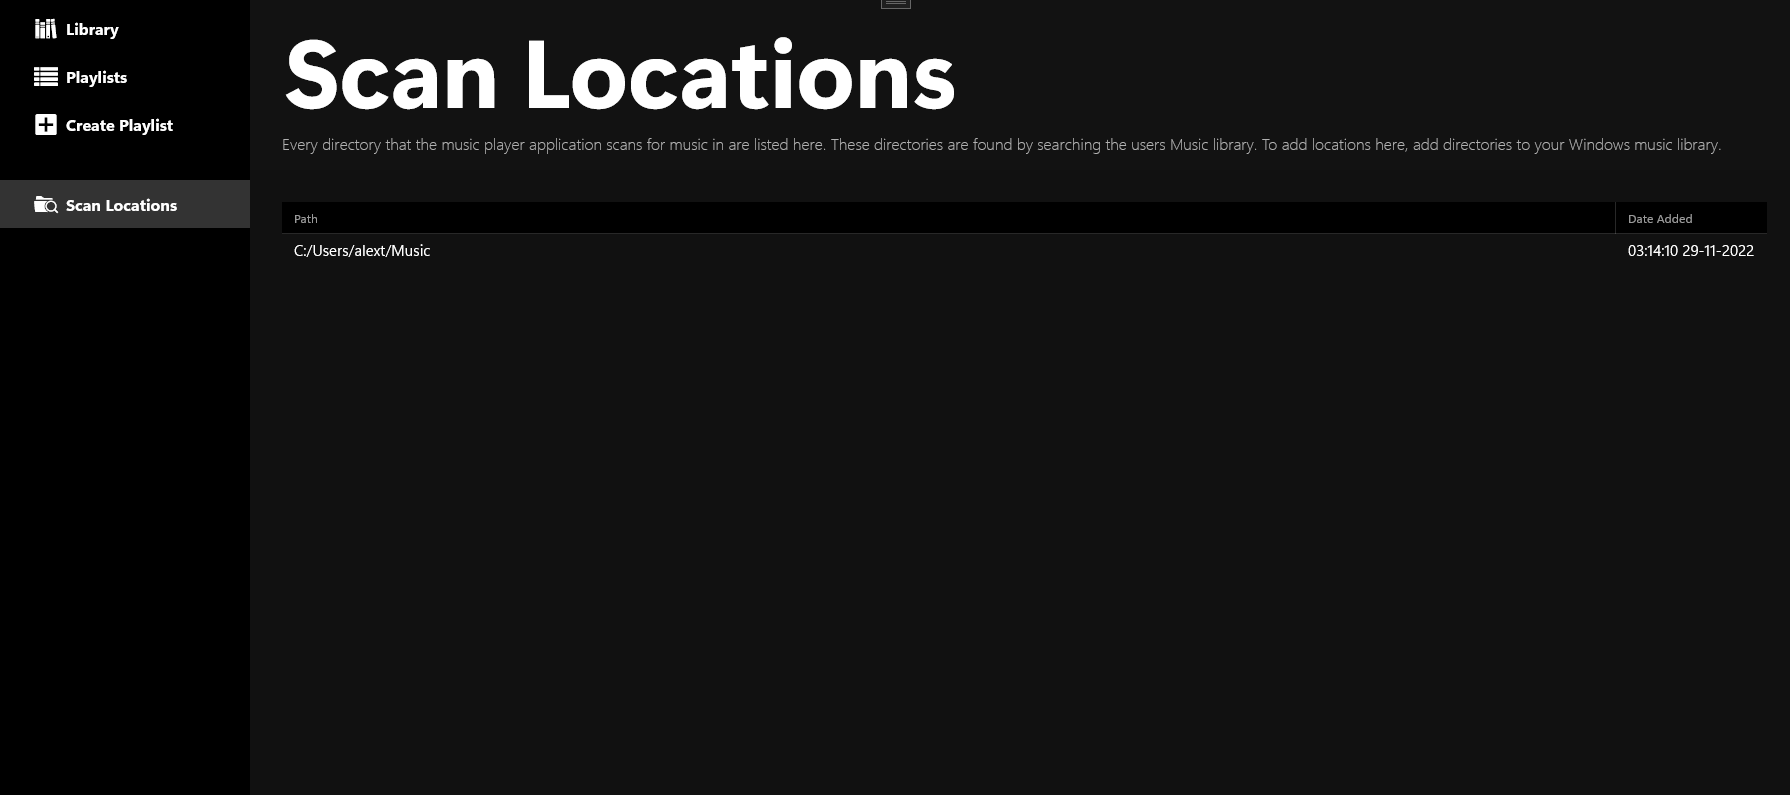 Library
Playlists
Create Playlist
Scan Locations
Scan Locations
Every directory that the music player application scans for music in are listed here. These directories are found by searching the users Music library. To add locations here, add directories to your Windows music library.
Path Date Added
C:/Users/alext/Music 03:14:10 29-11-2022